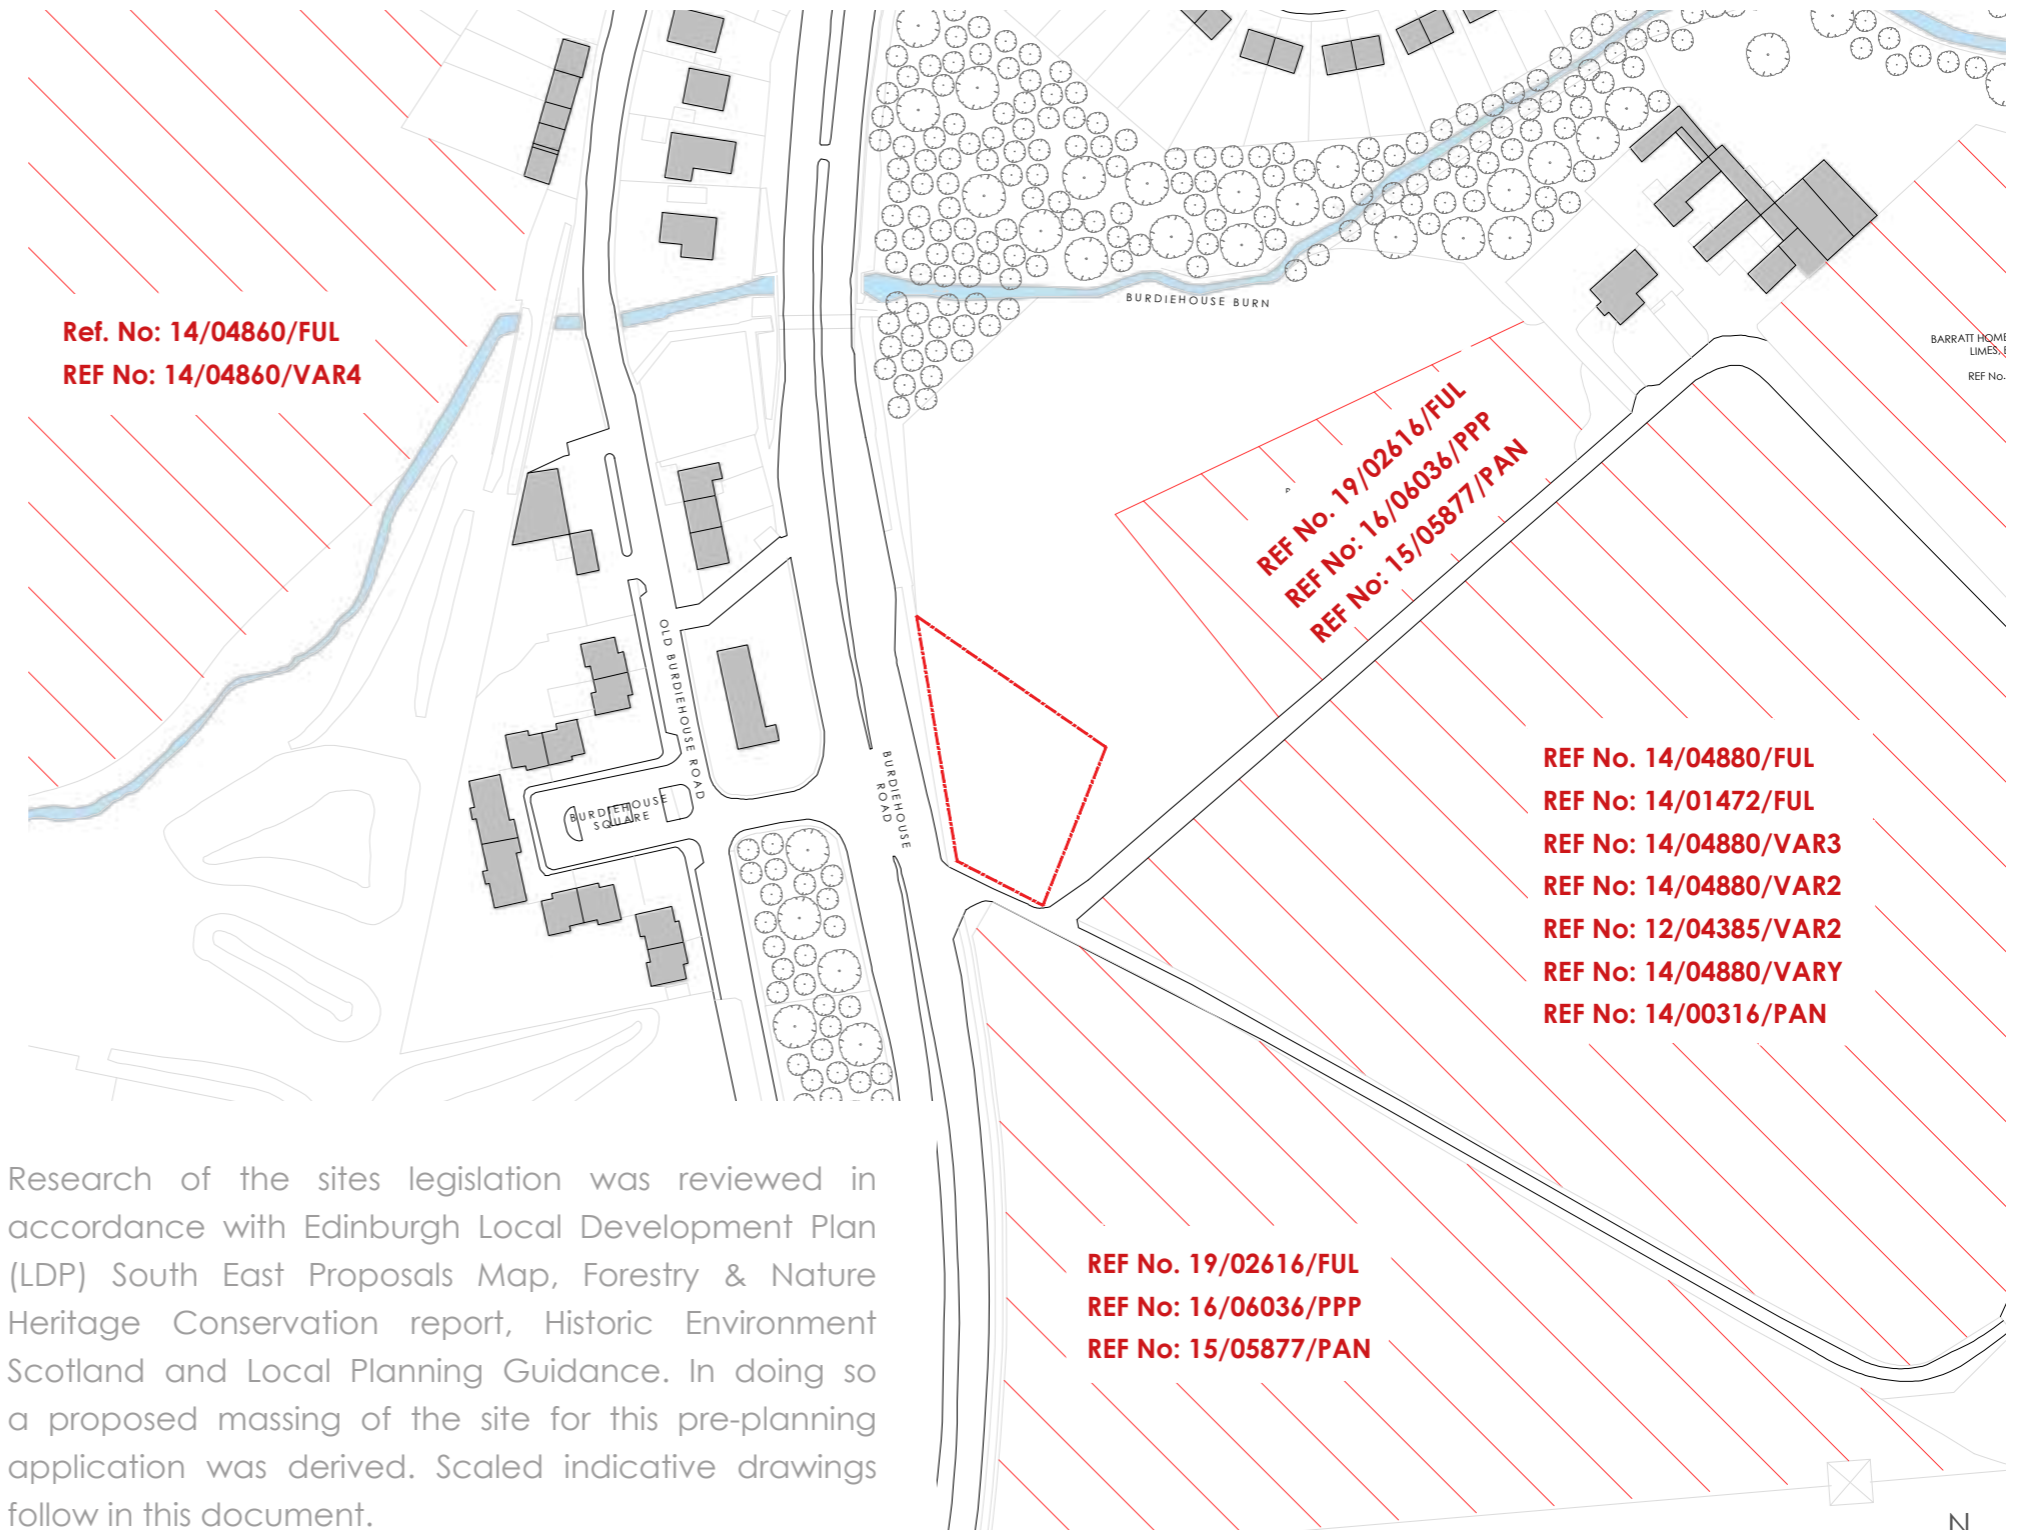 Ref. No: 14/04860/FUL
REF No: 14/04860/VAR4
BURDIEHOUSE BURN
BARRATT HOME
LIMES,
REF No.
REF No. 19/02616/FUL
REF No: 16/06036/PPP
REF No: 15/05877/PAN
OLD BURDIEHOUSE ROAD
BURDIEHOUSE
ROAD
BURDIEHOUSE
SQUARE
REF No. 14/04880/FUL
REF No: 14/01472/FUL
REF No: 14/04880/VAR3
REF No: 14/04880/VAR2
REF No: 12/04385/VAR2
REF No: 14/04880/VARY
REF No: 14/00316/PAN
REF No. 19/02616/FUL
REF No: 16/06036/PPP
REF No: 15/05877/PAN
Research of the sites legislation was reviewed in
accordance with Edinburgh Local Development Plan
(LDP) South East Proposals Map, Forestry & Nature
Heritage Conservation report, Historic Environment
Scotland and Local Planning Guidance. In doing so
a proposed massing of the site for this pre-planning
application was derived. Scaled indicative drawings
follow in this document.
N